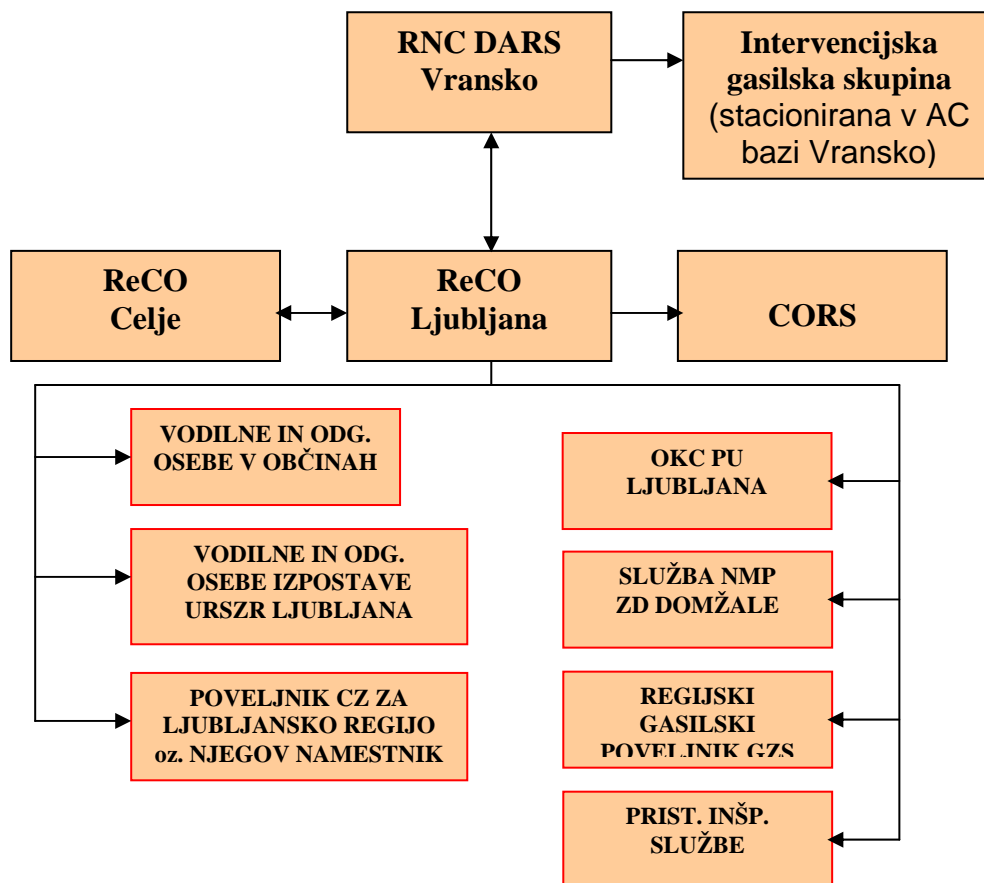 RNC DARS
Vransko
Intervencijska
gasilska skupina
(stacionirana v AC
bazi Vransko)
ReCO
Celje
ReCO
Ljubljana
CORS
VODILNE IN ODG.
OSEBE V OBČINAH
VODILNE IN ODG.
OSEBE IZPOSTAVE
URSZR LJUBLJANA
POVELJNIK CZ ZA
LJUBLJANSKO REGIJO
oz. NJEGOV NAMESTNIK
OKC PU
LJUBLJANA
SLUŽBA NMP
ZD DOMŽALE
REGIJSKI
GASILSKI
POVELJNIK GZS
PRIST. INŠP.
SLUŽBE